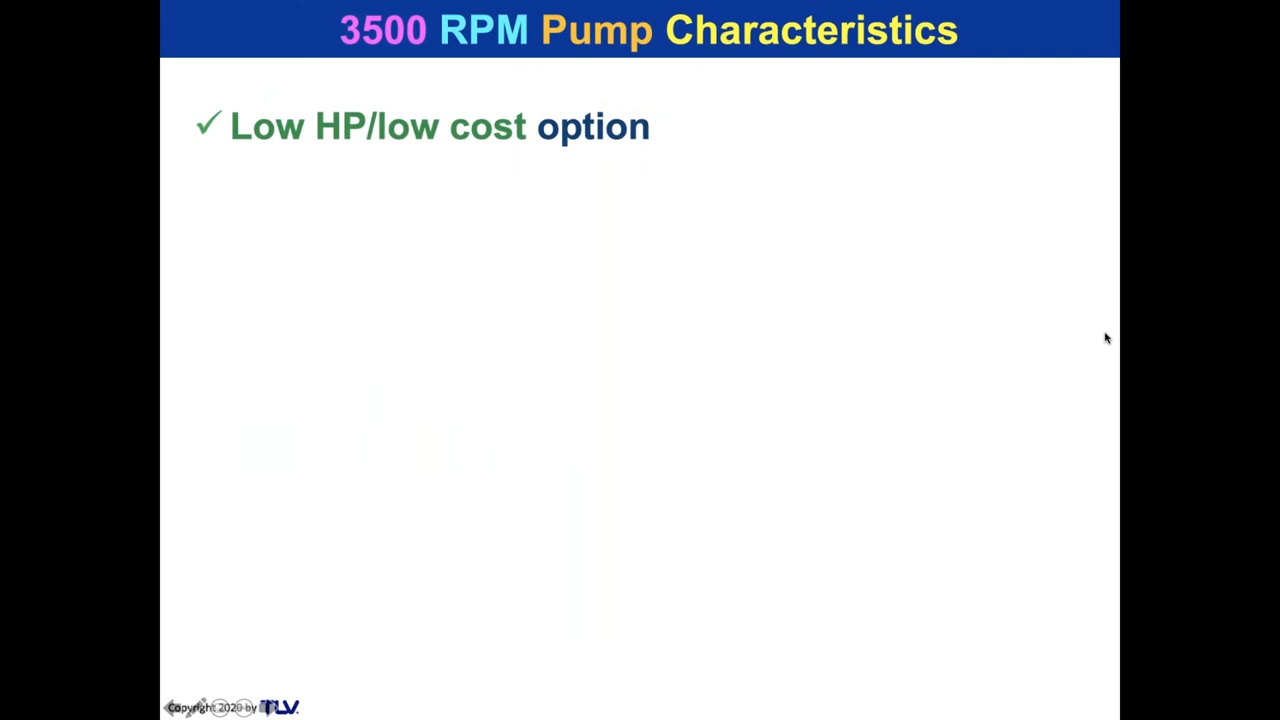 3500 RPM Pump Characteristics
✓ Low HP/low cost option
Copyright 2020 by TLV